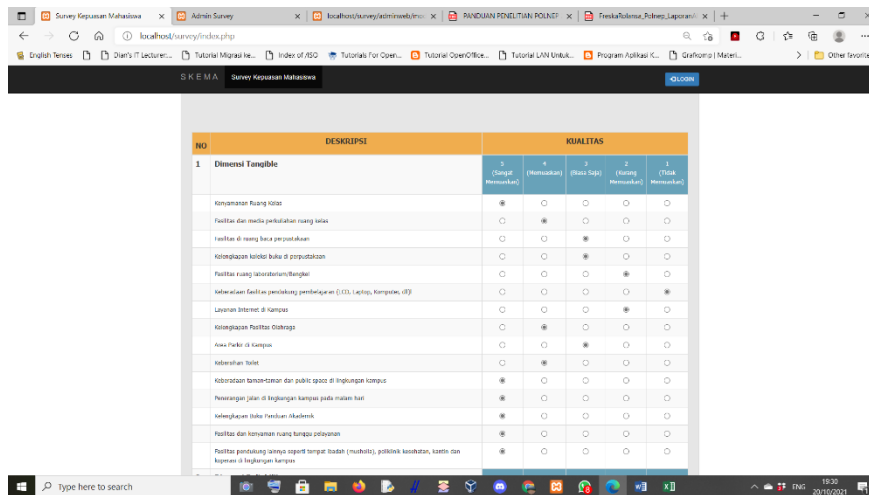 Survey Kepuasan Mahasiswa
Admin Survey
localhost/survey/adminweb/mod
PANDUAN PENELITIAN POLNEP
FreskaRolansa_Polnep_Laporan
localhost/survey/index.php
English Tenses
Dian's IT Lecturer:...
Tutorial Migrasi ke...
Index of /ISO
Tutorials For Open...
Tutorial OpenOffice...
Tutorial LAN Untuk...
Program Aplikasi K...
Grafkomp | Materi...
Other favorite
SKEMA
Survey Kepuasan Mahasiswa
LOGIN
NO
DESKRIPSI
KUALITAS
1
Dimensi Tangible
(Sangat Memuaskan)
4 (Memuaskan)
3 (Biasa Saja)
2 (Kurang Memuaskan)
1 (Tidak Memuaskan)
Kenyamanan Ruang Kelas
Fasilitas dan media perkuliahan ruang kelas
Fasilitas di ruang baca perpustakaan
Kelengkapan koleksi buku di perpustakaan
Fasilitas ruang laboratorium/Bengkel
Keberadaan fasilitas pendukung pembelajaran (LCD, Laptop, Komputer, dll)
Layanan Internet di Kampus
Kelengkapan Fasilitas Olahraga
Area Parkir di Kampus
Kebersihan Toilet
Keberadaan taman-taman dan public space di lingkungan kampus
Penerangan jalan di lingkungan kampus pada malam hari
Kelengkapan Buku Panduan Akademik
Fasilitas dan kenyaman ruang tunggu pelayanan
Fasilitas pendukung lainnya seperti tempat ibadah (musholla), poliklinik kesehatan, kantin dan
koperasi di lingkungan kampus
Type here to search
ENG
19:30
20/10/2021